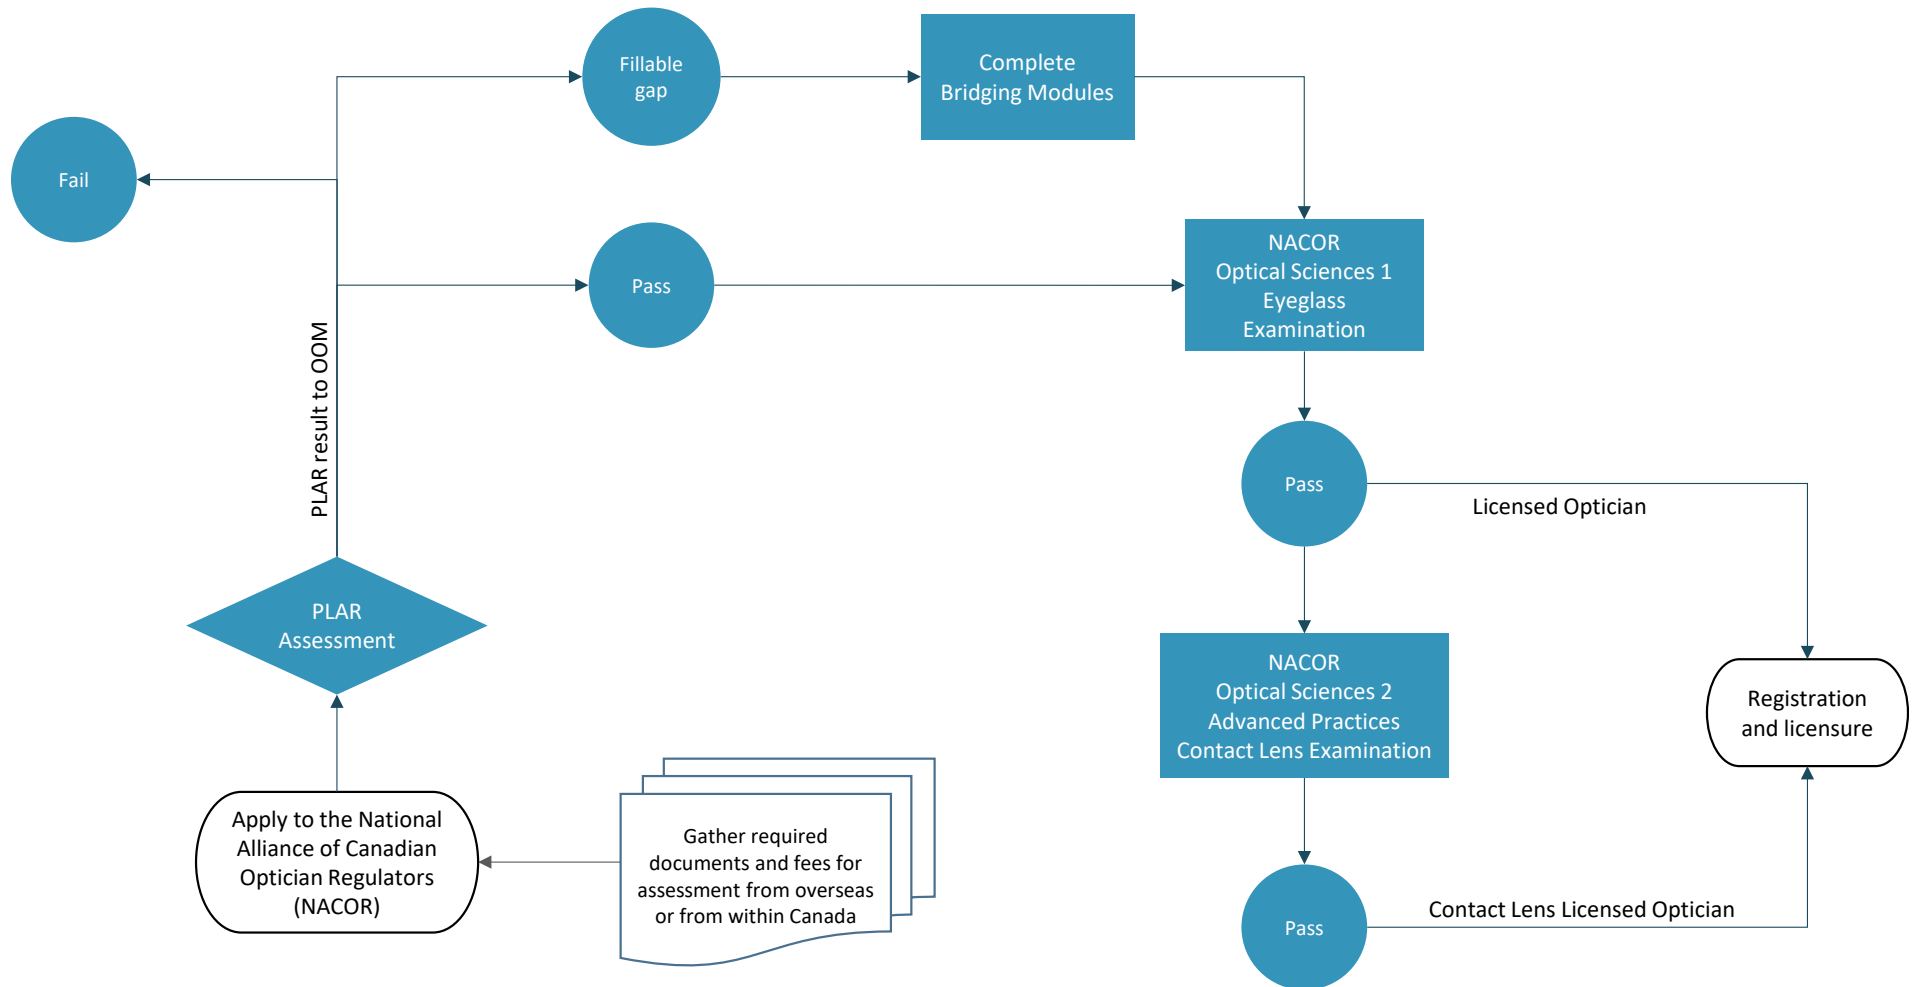 Fillable
gap
Complete
Bridging Modules
Fail
NACOR
Optical Sciences 1
Eyeglass
Examination
Pass
PLAR result to OOM
Pass
Licensed Optician
PLAR
Assessment
NACOR
Optical Sciences 2
Advanced Practices
Contact Lens Examination
Registration
and licensure
Apply to the National
Alliance of Canadian
Optician Regulators
(NACOR)
Gather required
documents and fees for
assessment from overseas
or from within Canada
Contact Lens Licensed Optician
Pass